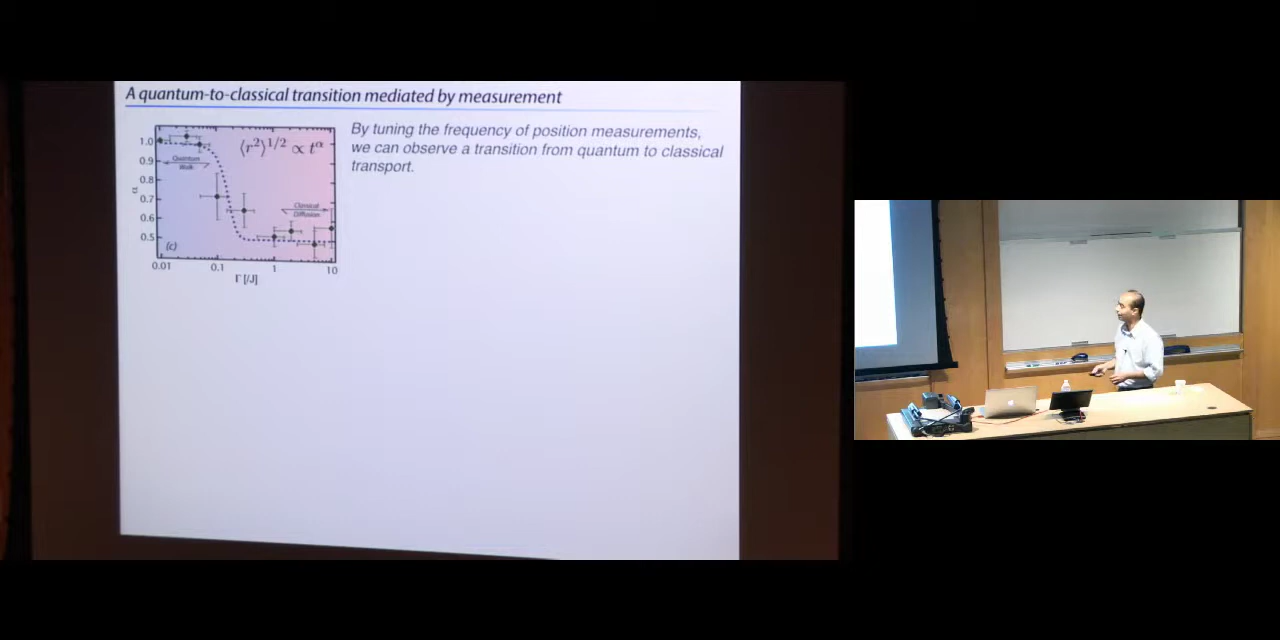 A quantum-to-classical transition mediated by measurement
By tuning the frequency of position measurements,
we can observe a transition from quantum to classical
transport.
⟨r²⟩^1/2 ∝ t^α
Quantum
Walk
Classical
Diffusion
(c)
α
1.0
0.9
0.8
0.7
0.6
0.5
0.01
0.1
1
10
Γ [/J]